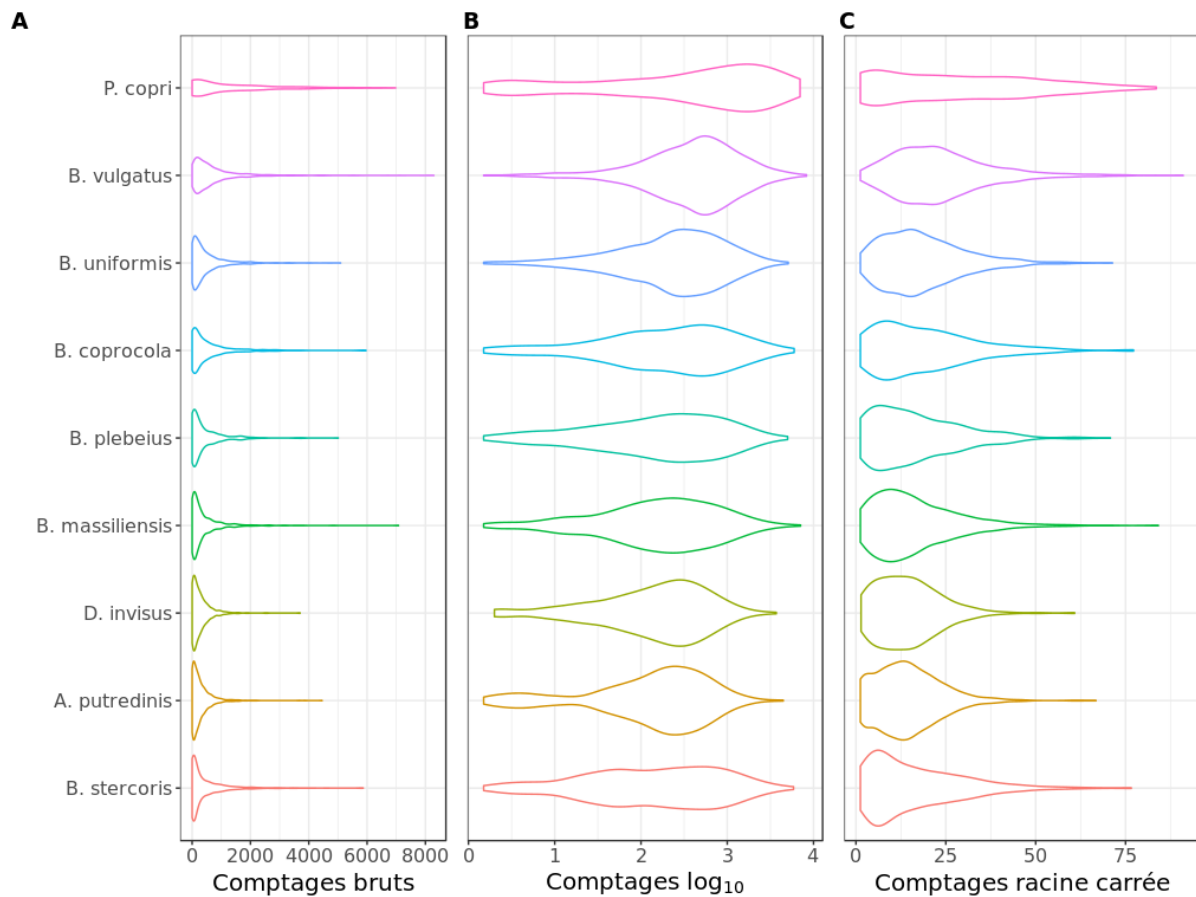 A
B
C
P. copri
B. vulgatus
B. uniformis
B. coprocola
B. plebeius
B. massiliensis
D. invisus
A. putredinis
B. stercoris
0 2000 4000 6000 8000
0 1 2 3 4
0 25 50 75
Comptages bruts
Comptages log₁₀
Comptages racine carrée